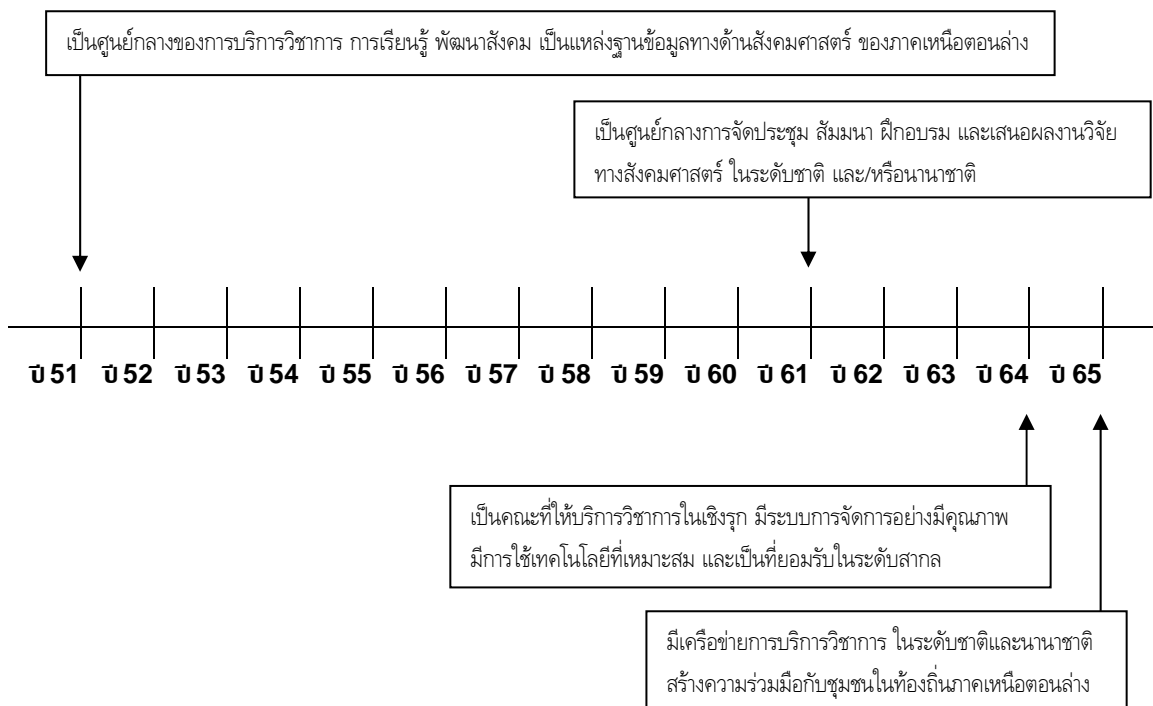 เป็นศูนย์กลางของการบริการวิชาการ การเรียนรู้ พัฒนาสังคม เป็นแหล่งฐานข้อมูลทางด้านสังคมศาสตร์ ของภาคเหนือตอนล่าง
เป็นศูนย์กลางการจัดประชุม สัมมนา ฝึกอบรม และเสนอผลงานวิจัย
ทางสังคมศาสตร์ ในระดับชาติ และ/หรือนานาชาติ
ปี 51 ปี 52 ปี 53 ปี 54 ปี 55 ปี 56 ปี 57 ปี 58 ปี 59 ปี 60 ปี 61 ปี 62 ปี 63 ปี 64 ปี 65
เป็นคณะที่ให้บริการวิชาการในเชิงรุก มีระบบการจัดการอย่างมีคุณภาพ
มีการใช้เทคโนโลยีที่เหมาะสม และเป็นที่ยอมรับในระดับสากล
มีเครือข่ายการบริการวิชาการ ในระดับชาติและนานาชาติ
สร้างความร่วมมือกับชุมชนในท้องถิ่นภาคเหนือตอนล่าง